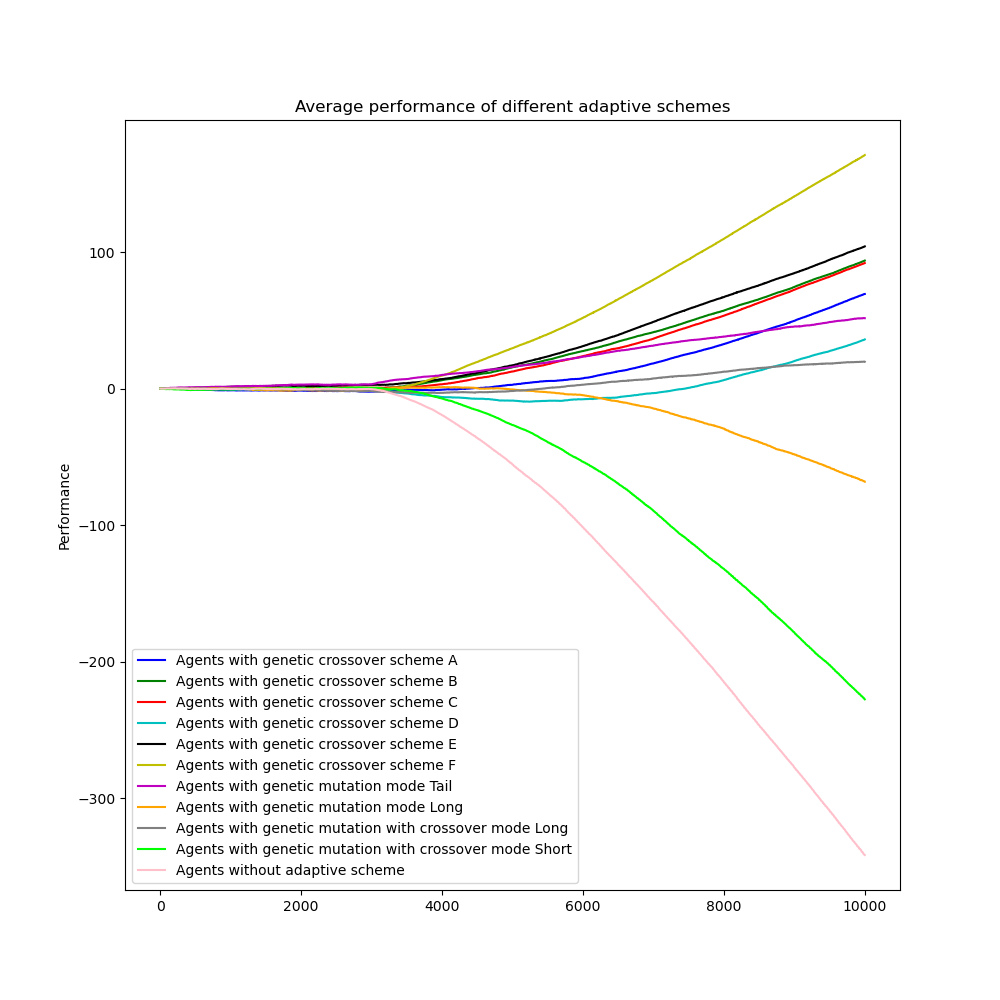 Average performance of different adaptive schemes
100
0
−100
−200
−300
Performance
Agents with genetic crossover scheme A
Agents with genetic crossover scheme B
Agents with genetic crossover scheme C
Agents with genetic crossover scheme D
Agents with genetic crossover scheme E
Agents with genetic crossover scheme F
Agents with genetic mutation mode Tail
Agents with genetic mutation mode Long
Agents with genetic mutation with crossover mode Long
Agents with genetic mutation with crossover mode Short
Agents without adaptive scheme
0 2000 4000 6000 8000 10000